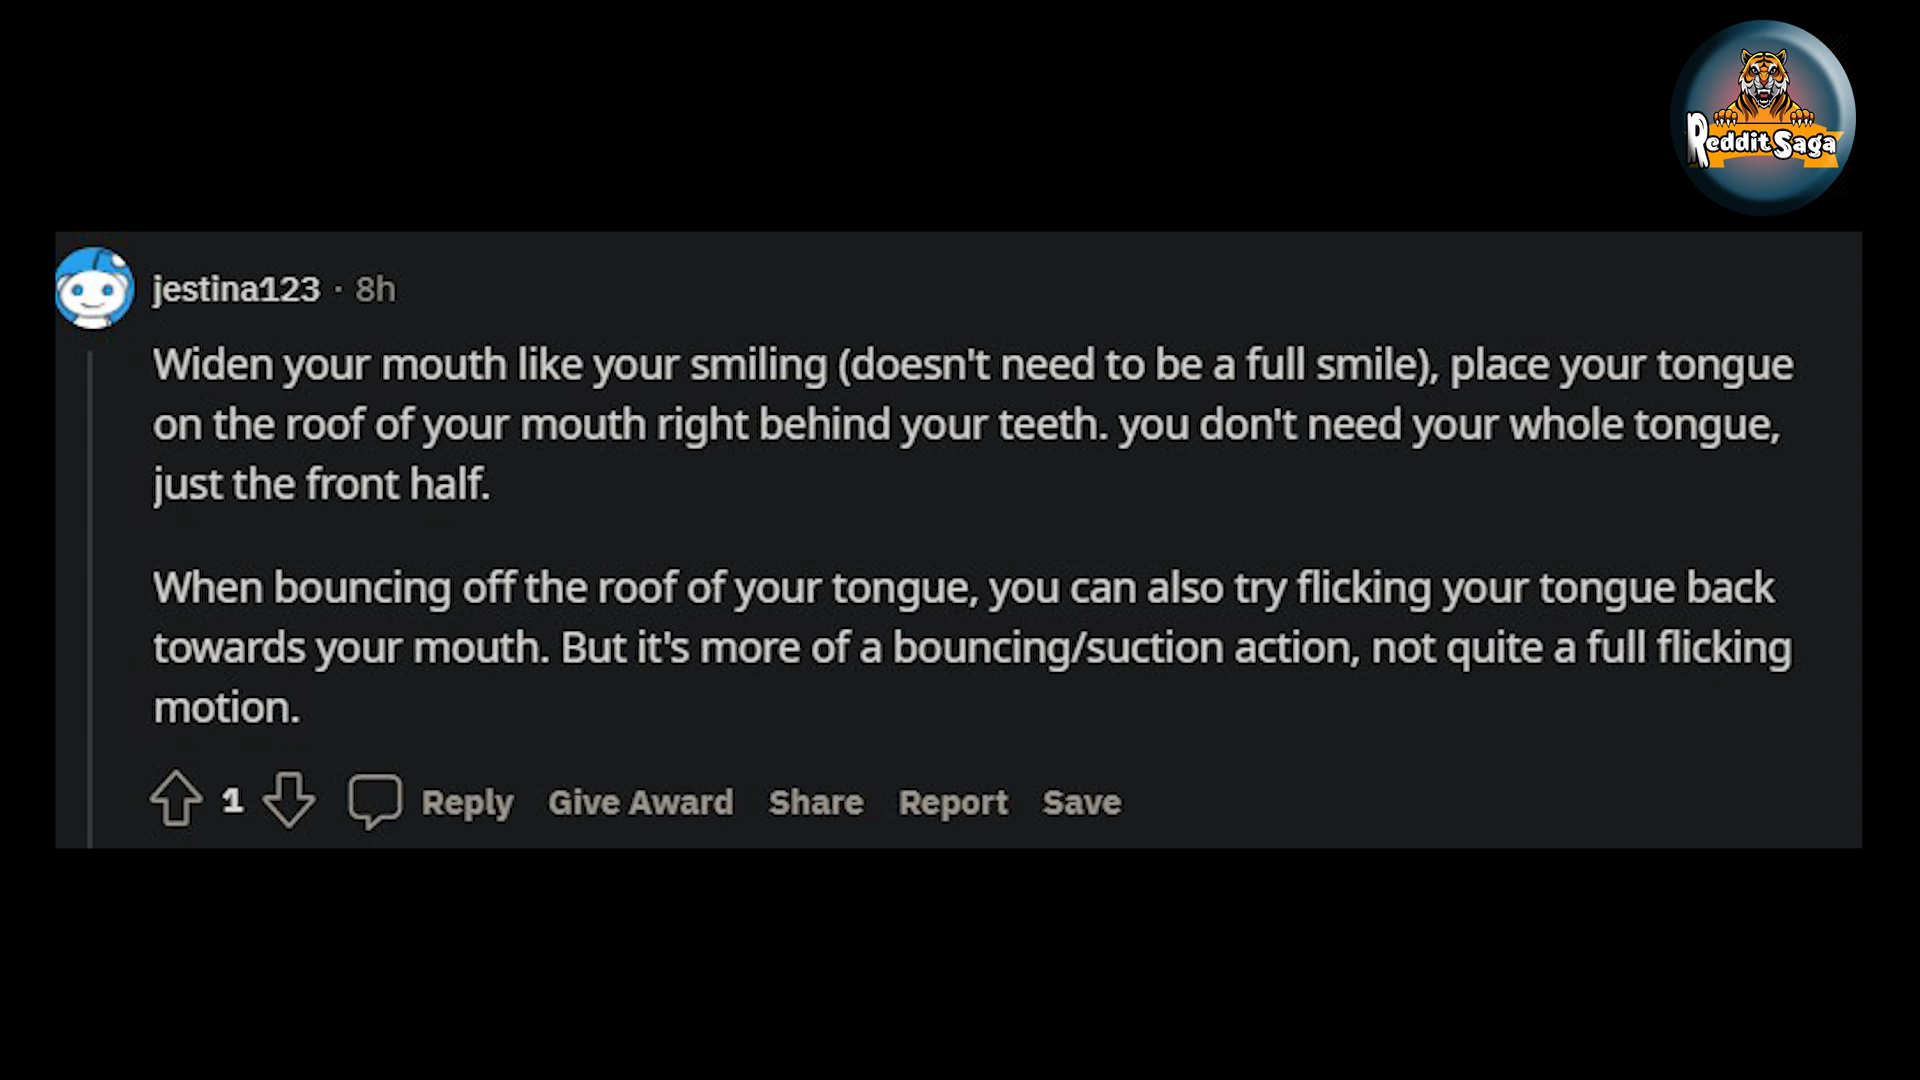 Reddit Saga
jestina123 · 8h
Widen your mouth like your smiling (doesn't need to be a full smile), place your tongue
on the roof of your mouth right behind your teeth. you don't need your whole tongue,
just the front half.
When bouncing off the roof of your tongue, you can also try flicking your tongue back
towards your mouth. But it's more of a bouncing/suction action, not quite a full flicking
motion.
1 Reply Give Award Share Report Save